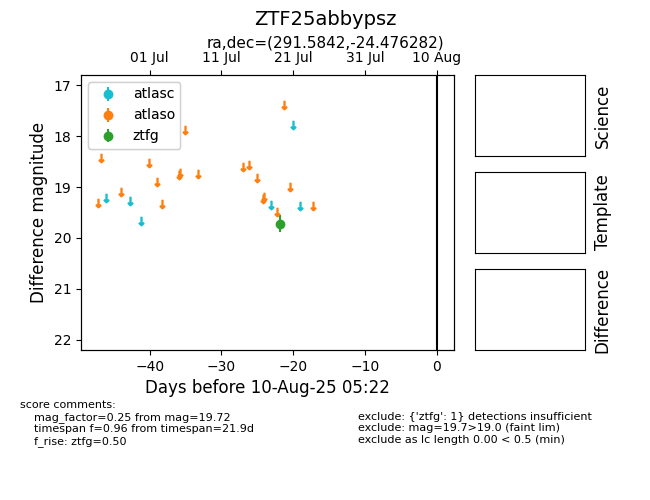 ZTF25abbypsz
ra,dec=(291.5842,-24.476282)
01 Jul 11 Jul 21 Jul 31 Jul 10 Aug
atlasc
atlaso
ztfg
17
18
19
20
21
22
Difference magnitude
−40 −30 −20 −10 0
Days before 10-Aug-25 05:22
Science
Template
Difference
score comments:
mag_factor=0.25 from mag=19.72
timespan f=0.96 from timespan=21.9d
f_rise: ztfg=0.50
exclude: {'ztfg': 1} detections insufficient
exclude: mag=19.7>19.0 (faint lim)
exclude as lc length 0.00 < 0.5 (min)